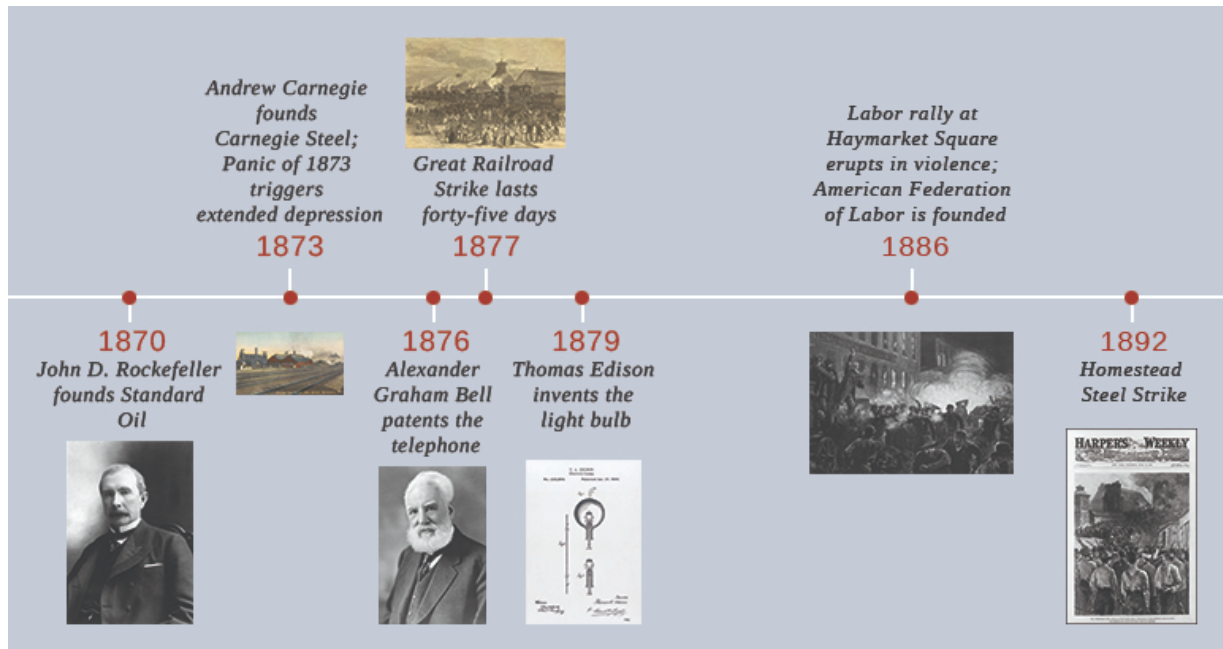 Andrew Carnegie
founds
Carnegie Steel;
Panic of 1873
triggers
extended depression
1873
Great Railroad
Strike lasts
forty-five days
1877
Labor rally at
Haymarket Square
erupts in violence;
American Federation
of Labor is founded
1886
1870
John D. Rockefeller
founds Standard
Oil
1876
Alexander
Graham Bell
patents the
telephone
1879
Thomas Edison
invents the
light bulb
1892
Homestead
Steel Strike
HARPER'S WEEKLY